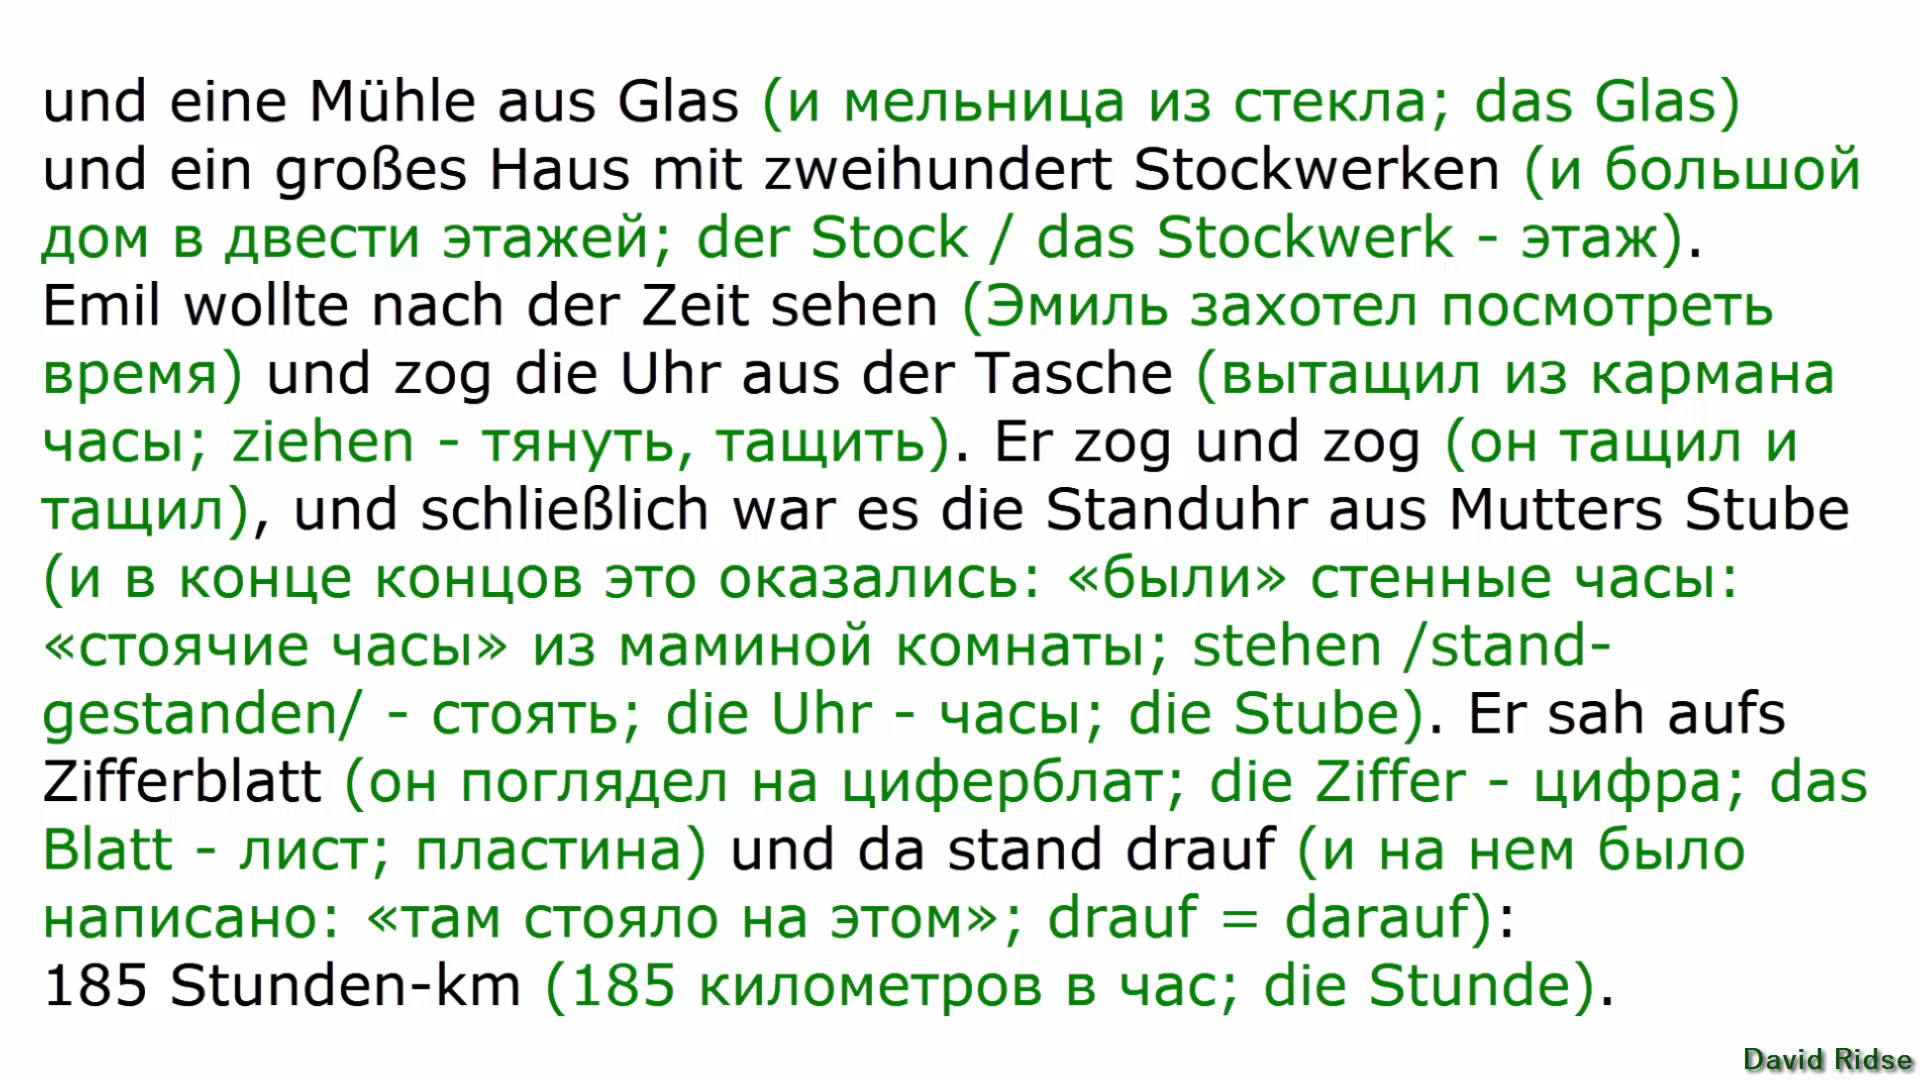 und eine Mühle aus Glas (и мельница из стекла; das Glas)
und ein großes Haus mit zweihundert Stockwerken (и большой
дом в двести этажей; der Stock / das Stockwerk - этаж).
Emil wollte nach der Zeit sehen (Эмиль захотел посмотреть
время) und zog die Uhr aus der Tasche (вытащил из кармана
часы; ziehen - тянуть, тащить). Er zog und zog (он тащил и
тащил), und schließlich war es die Standuhr aus Mutters Stube
(и в конце концов это оказались: «были» стенные часы:
«стоячие часы» из маминой комнаты; stehen /stand-
gestanden/ - стоять; die Uhr - часы; die Stube). Er sah aufs
Zifferblatt (он поглядел на циферблат; die Ziffer - цифра; das
Blatt - лист; пластина) und da stand drauf (и на нем было
написано: «там стояло на этом»; drauf = darauf):
185 Stunden-km (185 километров в час; die Stunde).
David Ridse